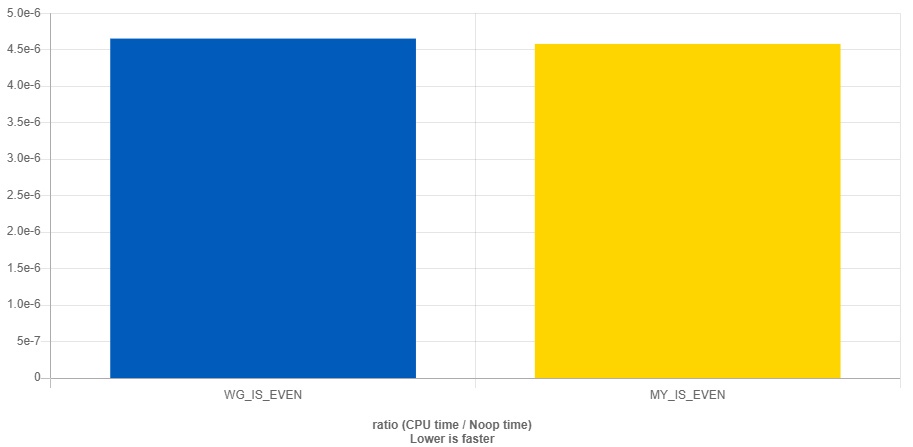 5.0e-6
4.5e-6
4.0e-6
3.5e-6
3.0e-6
2.5e-6
2.0e-6
1.5e-6
1.0e-6
5e-7
0
WG_IS_EVEN MY_IS_EVEN
ratio (CPU time / Noop time)
Lower is faster